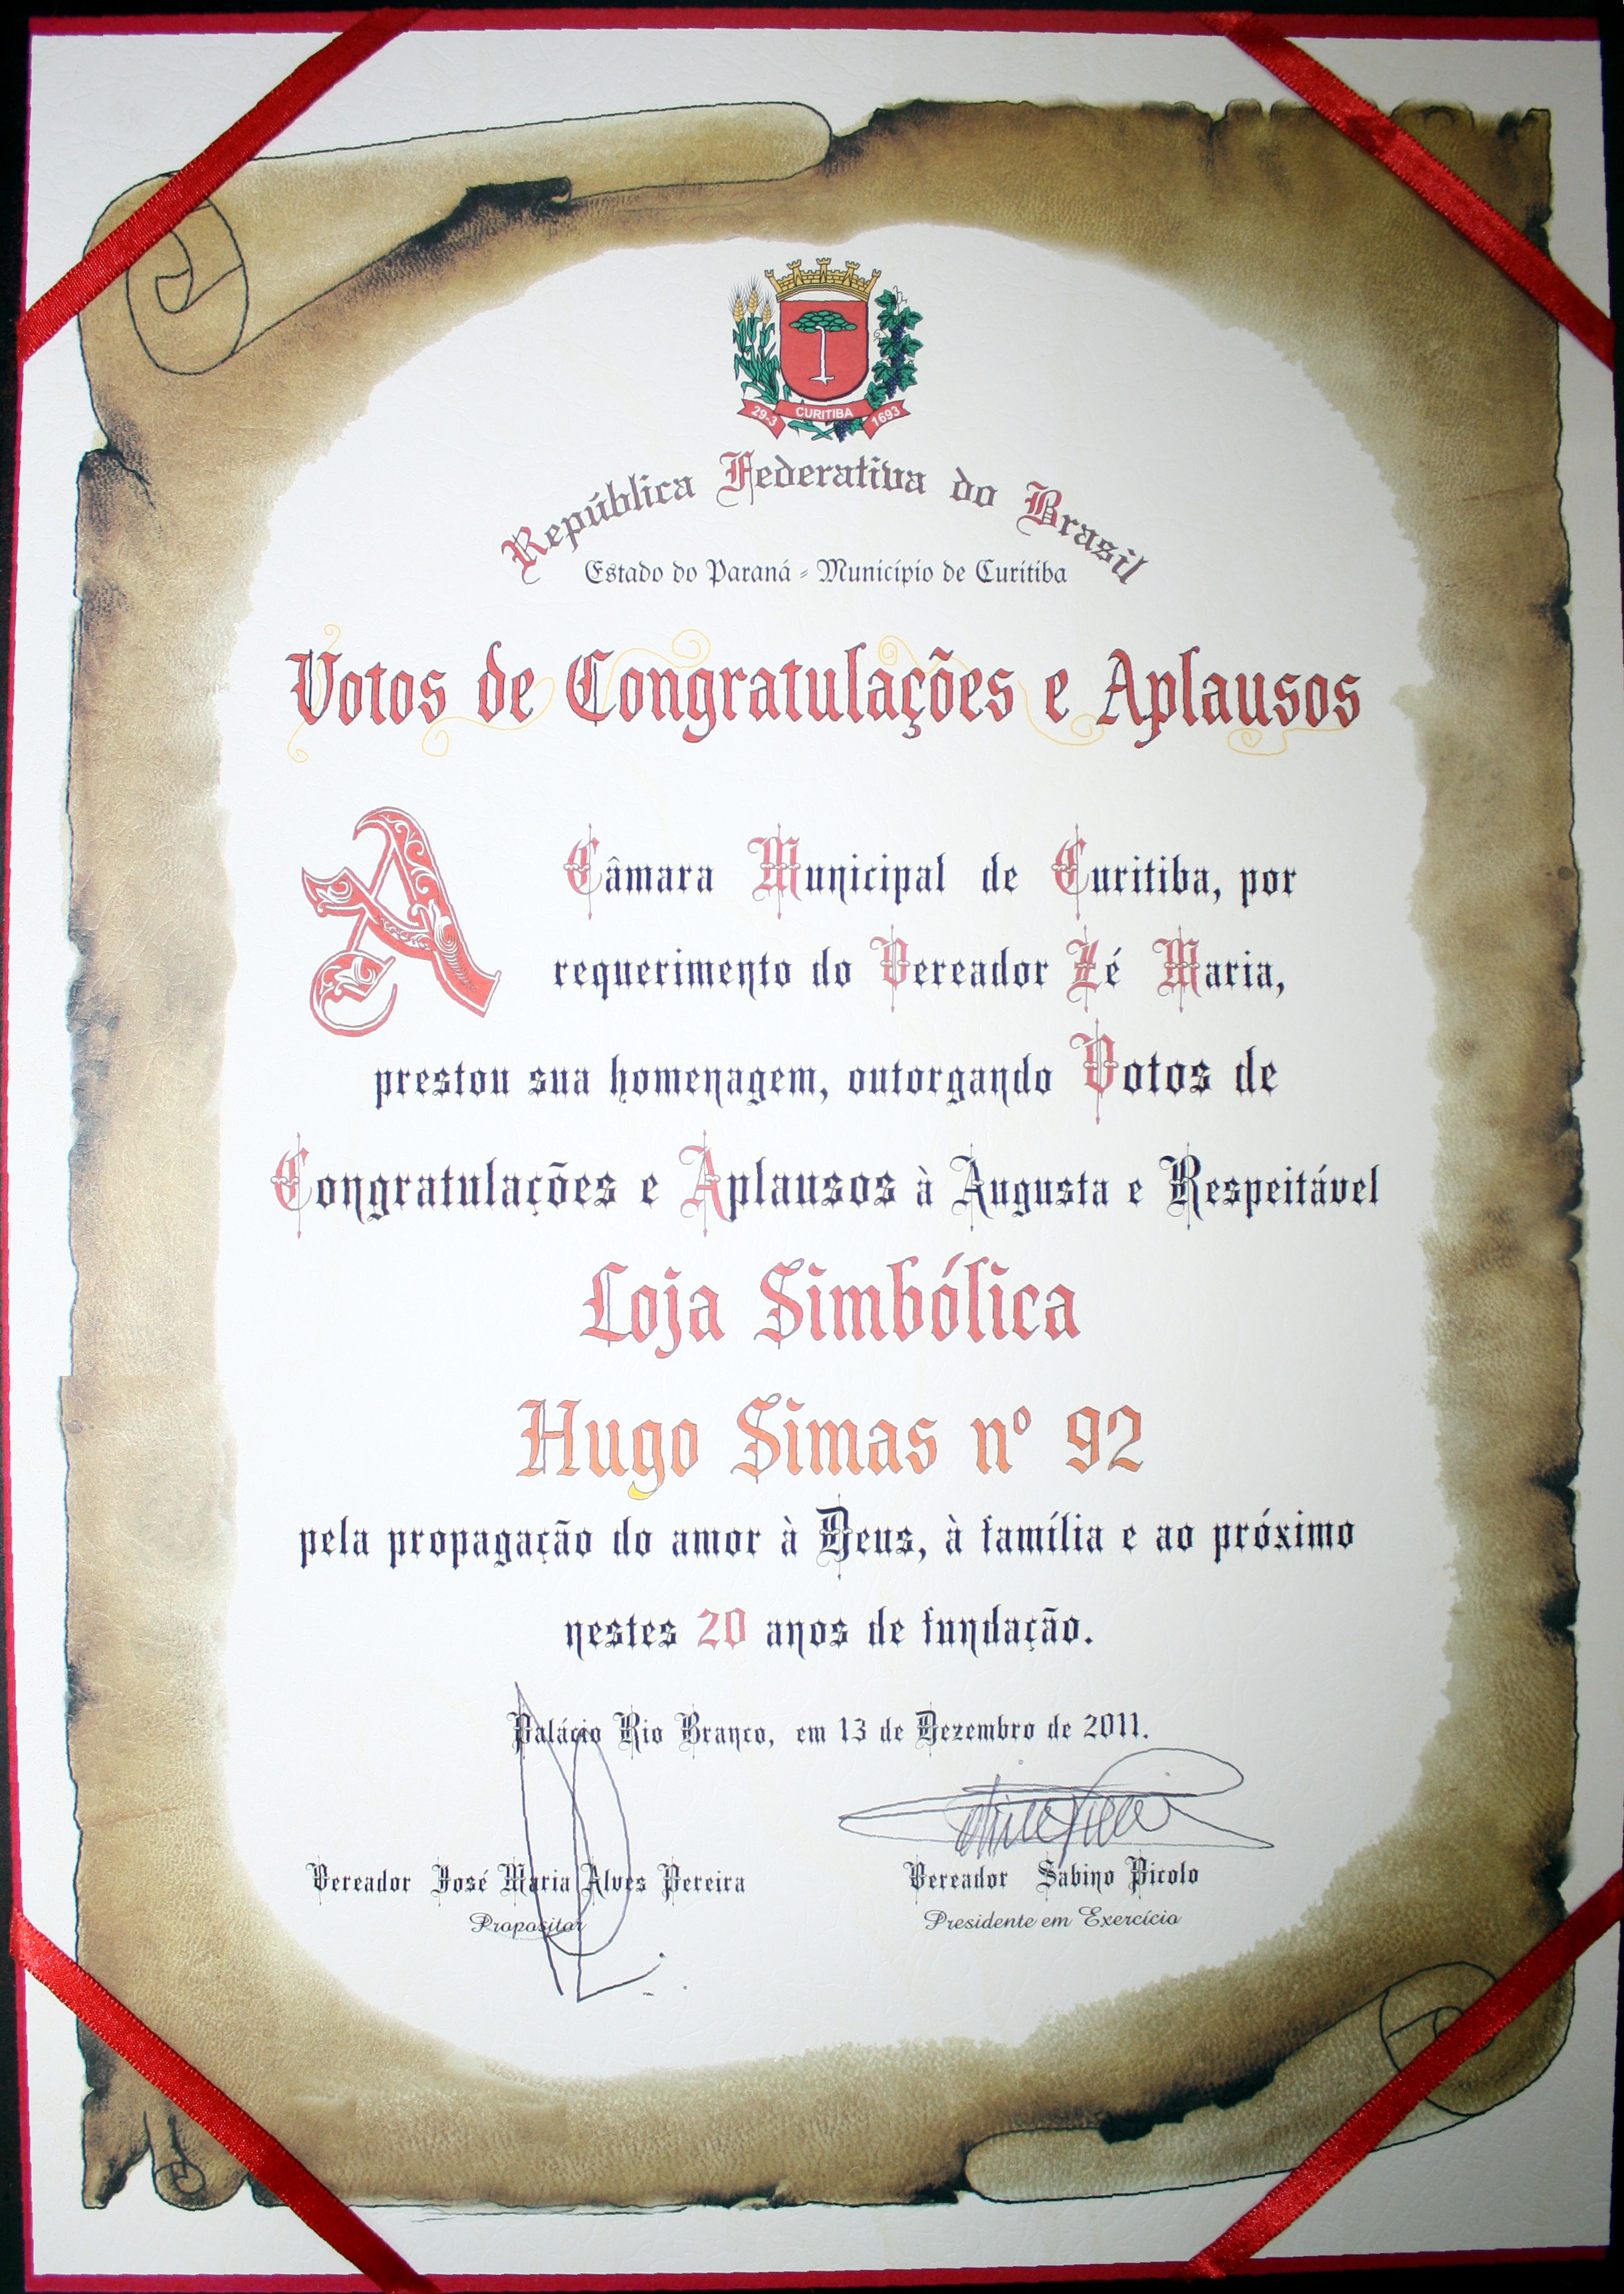 29-3 CURITIBA 1693
República Federativa do Brasil
Estado do Paraná - Município de Curitiba
Votos de Congratulações e Aplausos
A Câmara Municipal de Curitiba, por
requerimento do Vereador Zé Maria,
prestou sua homenagem, outorgando Votos de
Congratulações e Aplausos à Augusta e Respeitável
Loja Simbólica
Hugo Simas nº 92
pela propagação do amor à Deus, à família e ao próximo
nestes 20 anos de fundação.
Palácio Rio Branco, em 13 de Dezembro de 2011.
Vereador José Maria Alves Pereira
Propositor
Vereador Sabino Picolo
Presidente em Exercício